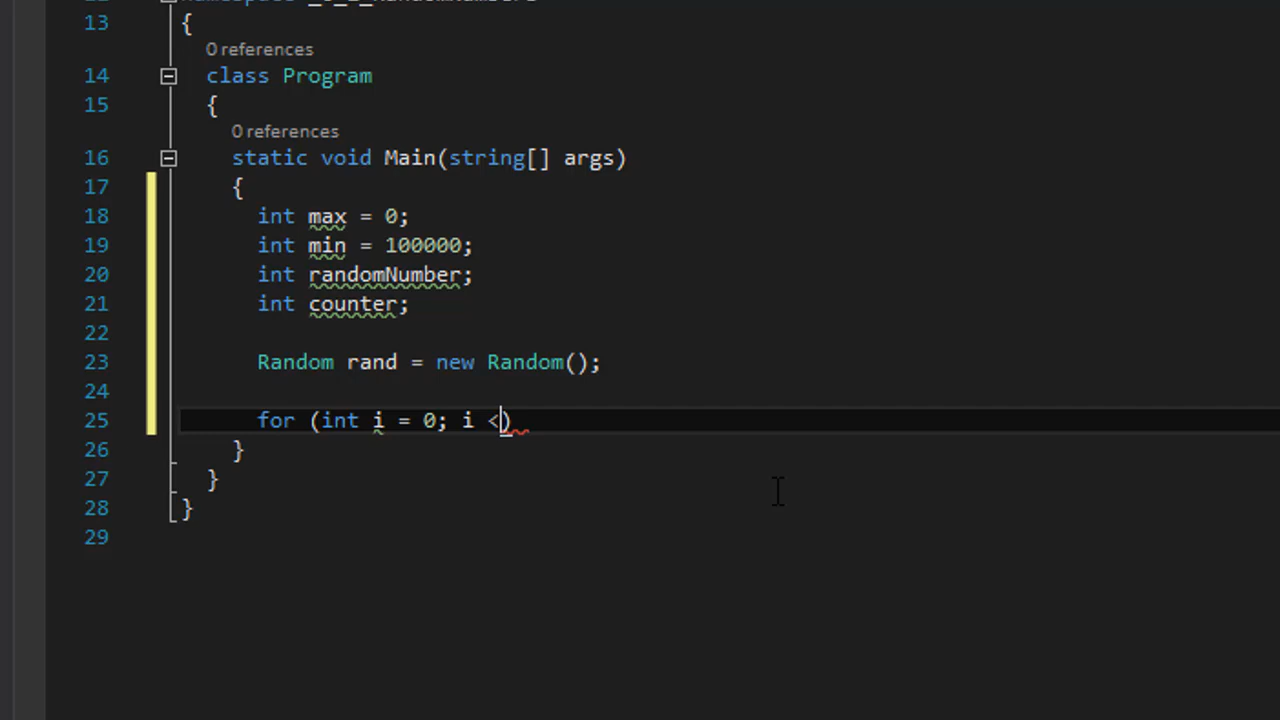 13 {
0 references
14 class Program
15 {
0 references
16 static void Main(string[] args)
17 {
18 int max = 0;
19 int min = 100000;
20 int randomNumber;
21 int counter;
22
23 Random rand = new Random();
24
25 for (int i = 0; i <)
26 }
27 }
28 }
29